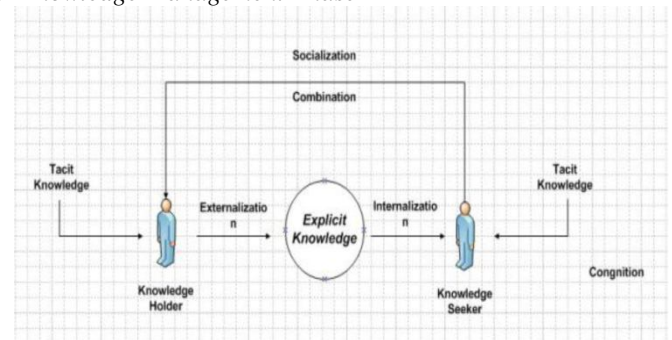 Socialization
Combination
Tacit
Knowledge
Tacit
Knowledge
Externalizatio
n
Explicit
Knowledge
Internalizatio
n
Congnition
Knowledge
Holder
Knowledge
Seeker